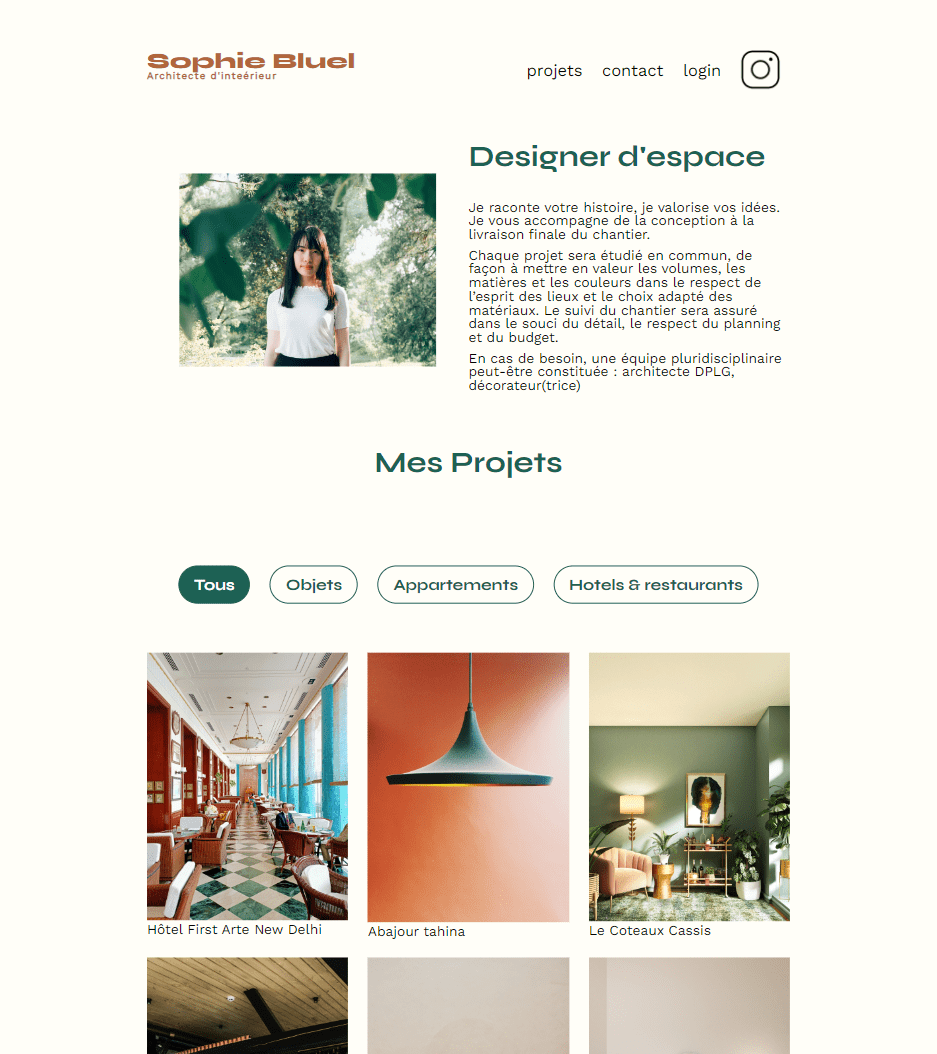 Sophie Bluel
Architecte d'inteérieur
projets contact login
Designer d'espace
Je raconte votre histoire, je valorise vos idées.
Je vous accompagne de la conception à la
livraison finale du chantier.
Chaque projet sera étudié en commun, de
façon à mettre en valeur les volumes, les
matières et les couleurs dans le respect de
l'esprit des lieux et le choix adapté des
matériaux. Le suivi du chantier sera assuré
dans le souci du détail, le respect du planning
et du budget.
En cas de besoin, une équipe pluridisciplinaire
peut-être constituée : architecte DPLG,
décorateur(trice)
Mes Projets
Tous Objets Appartements Hotels & restaurants
Hôtel First Arte New Delhi
Abajour tahina
Le Coteaux Cassis